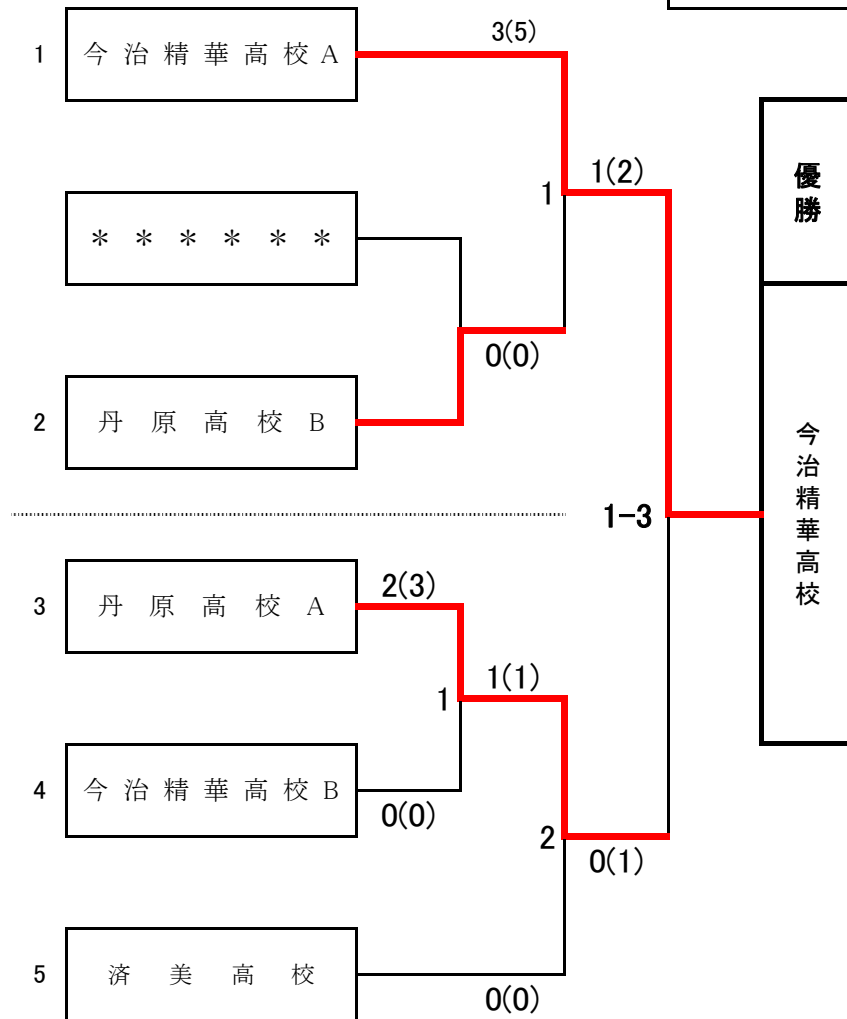 3(5)
1 今治精華高校A
1(2)
1
優勝
＊＊＊＊＊＊
0(0)
2 丹原高校B
今治精華高校
1-3
3 丹原高校A
2(3)
1(1)
1
4 今治精華高校B
0(0)
2
0(1)
5 済美高校
0(0)